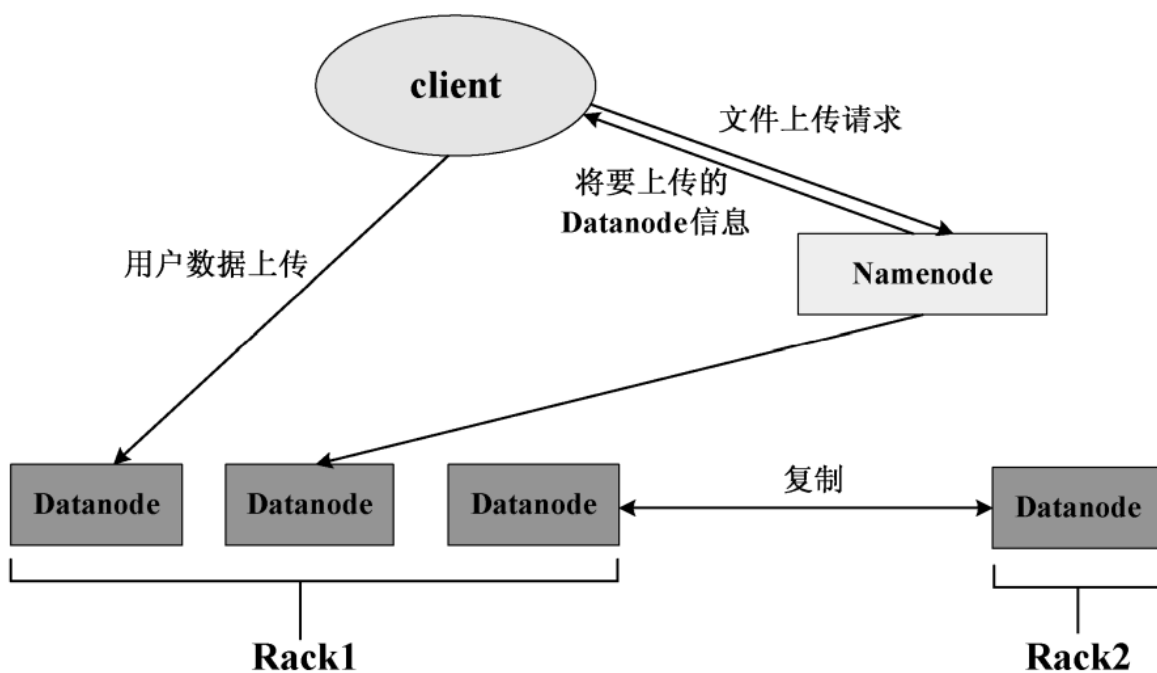 client
文件上传请求
将要上传的
Datanode信息
用户数据上传
Namenode
Datanode
Datanode
Datanode
复制
Datanode
Rack1
Rack2